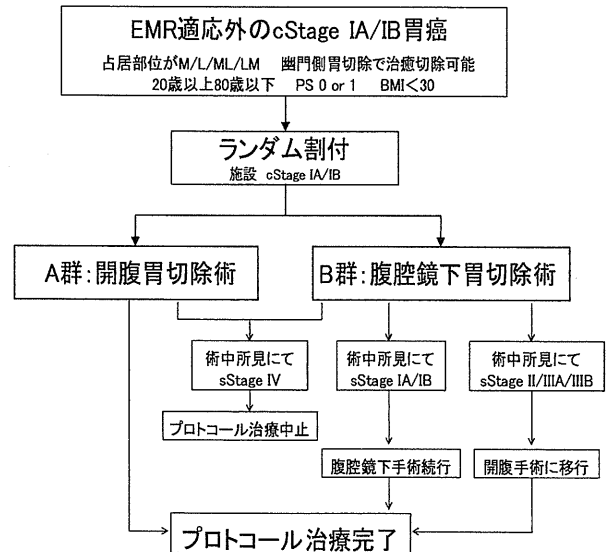 EMR適応外のcStage IA/IB胃癌
占居部位がM/L/ML/LM 幽門側胃切除で治癒切除可能
20歳以上80歳以下 PS 0 or 1 BMI<30
ランダム割付
施設 cStage IA/IB
A群:開腹胃切除術
B群:腹腔鏡下胃切除術
術中所見にて
sStage IV
術中所見にて
sStage IA/IB
術中所見にて
sStage II/IIIA/IIIB
プロトコール治療中止
腹腔鏡下手術続行
開腹手術に移行
プロトコール治療完了